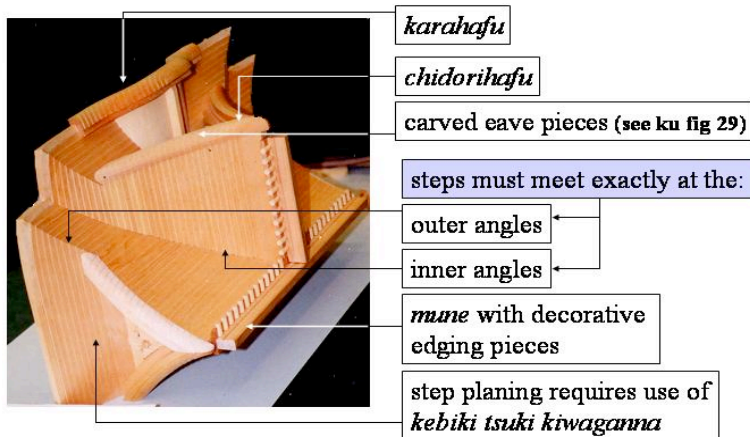 karahafu
chidorihafu
carved eave pieces (see ku fig 29)
steps must meet exactly at the:
outer angles
inner angles
mune with decorative
edging pieces
step planing requires use of
kebiki tsuki kiwaganna